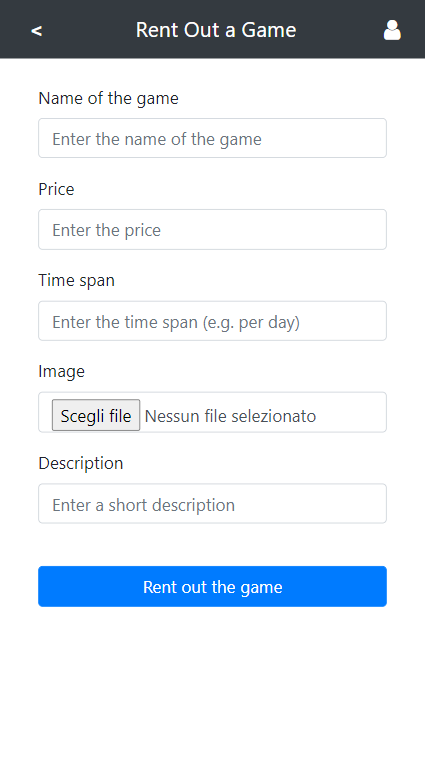 < Rent Out a Game
Name of the game
Enter the name of the game
Price
Enter the price
Time span
Enter the time span (e.g. per day)
Image
Scegli file Nessun file selezionato
Description
Enter a short description
Rent out the game